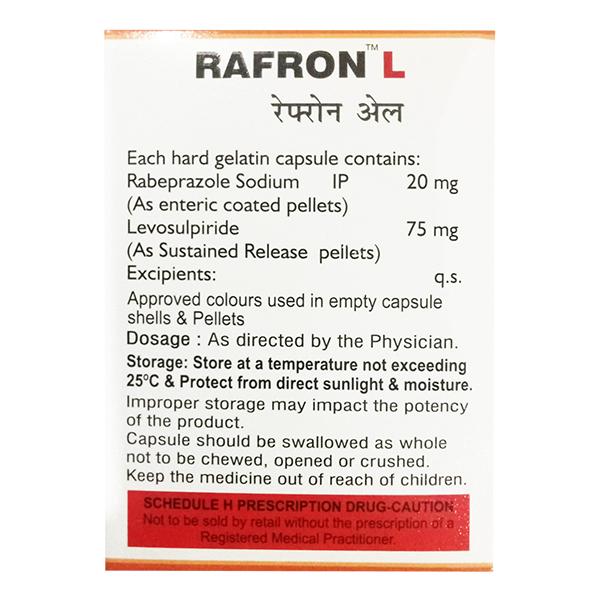 RAFRON™ L
रेफ्रोन ॲल
Each hard gelatin capsule contains:
Rabeprazole Sodium IP 20 mg
(As enteric coated pellets)
Levosulpiride 75 mg
(As Sustained Release peilets)
Excipients: q.s.
Approved colours used in empty capsule
shells & Pellets
Dosage : As directed by the Physician.
Storage: Store at a temperature not exceeding
25°C & Protect from direct sunlight & moisture.
Improper storage may impact the potency
of the product.
Capsule should be swallowed as whole
not to be chewed, opened or crushed.
Keep the medicine out of reach of children.
SCHEDULE H PRESCRIPTION DRUG-CAUTION
Not to be sold by retail without the prescription of a
Registered Medical Practitioner.